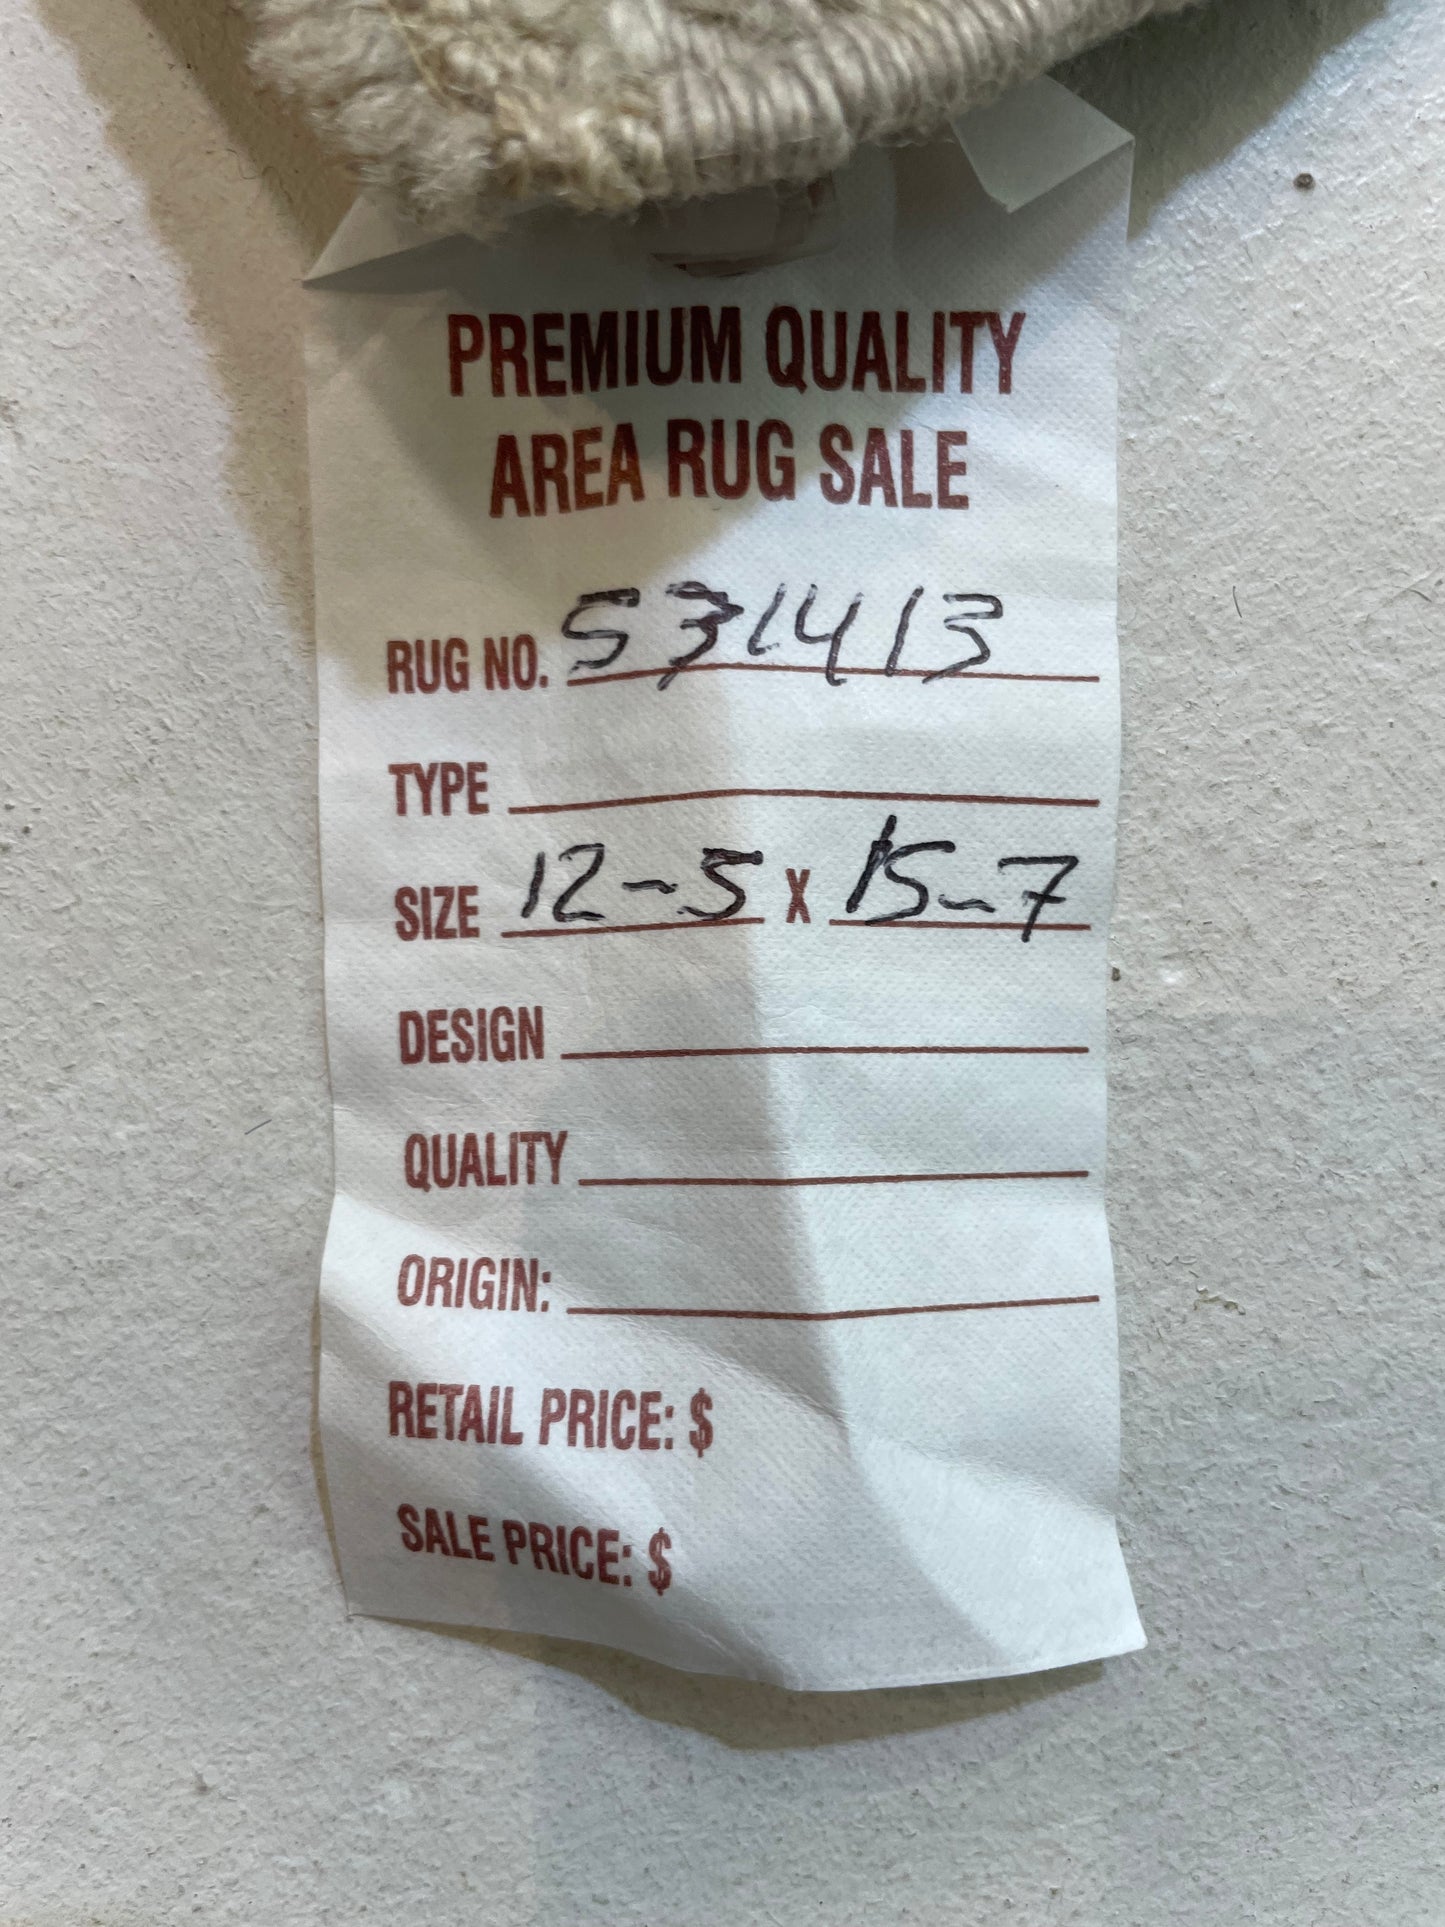 PREMIUM QUALITY
AREA RUG SALE
RUG NO. 531413
TYPE
SIZE 12-5 X 15-7
DESIGN
QUALITY
ORIGIN:
RETAIL PRICE: $
SALE PRICE: $